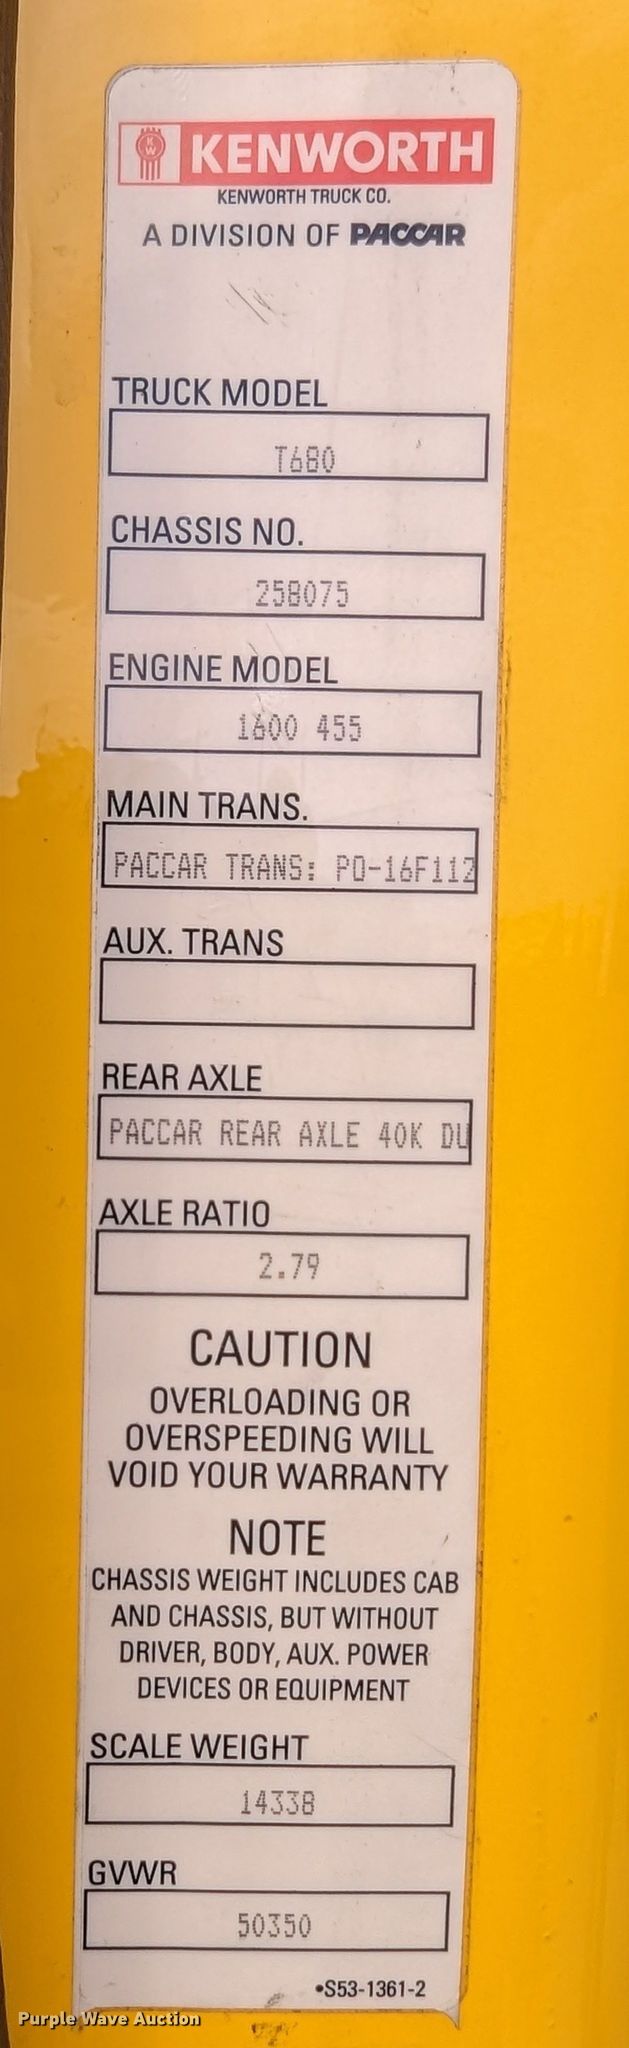 KW KENWORTH
KENWORTH TRUCK CO.
A DIVISION OF PACCAR
TRUCK MODEL
T680
CHASSIS NO.
258075
ENGINE MODEL
1600 455
MAIN TRANS.
PACCAR TRANS: PO-16F112
AUX. TRANS
REAR AXLE
PACCAR REAR AXLE 40K DU
AXLE RATIO
2.79
CAUTION
OVERLOADING OR
OVERSPEEDING WILL
VOID YOUR WARRANTY
NOTE
CHASSIS WEIGHT INCLUDES CAB
AND CHASSIS, BUT WITHOUT
DRIVER, BODY, AUX. POWER
DEVICES OR EQUIPMENT
SCALE WEIGHT
14338
GVWR
50350
•S53-1361-2
Purple Wave Auction